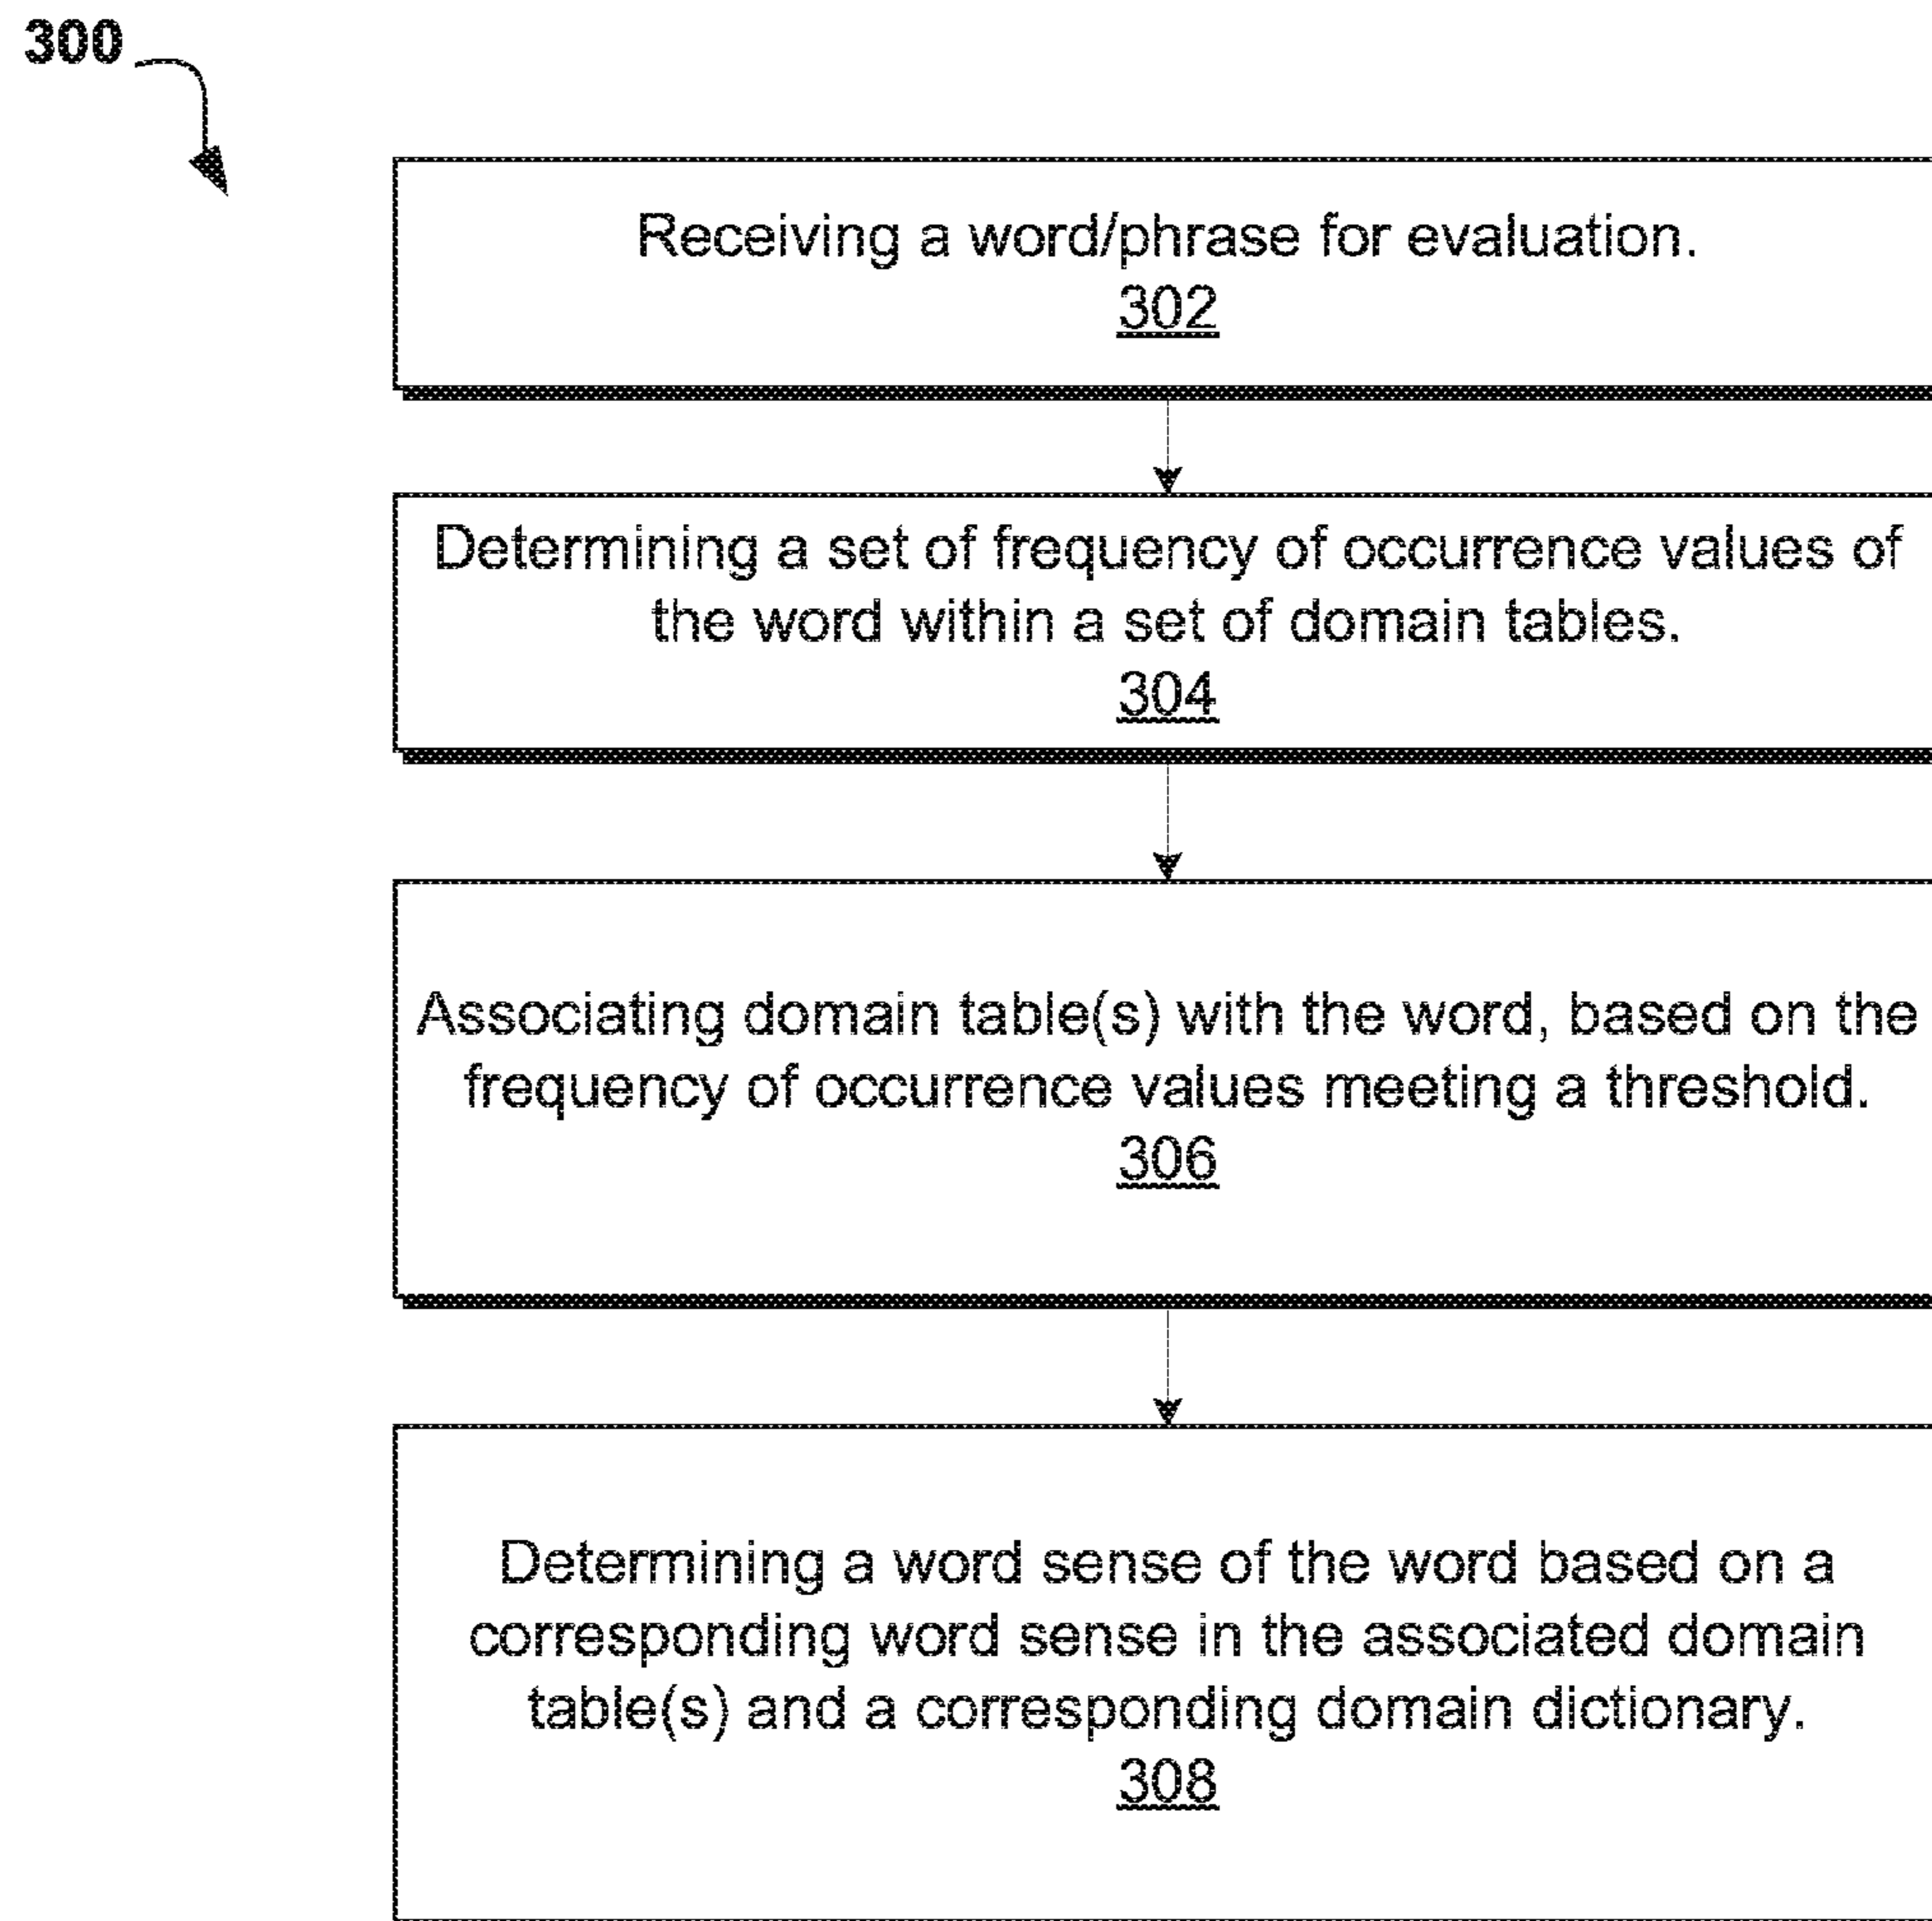 300
Receiving a word/phrase for evaluation.
302
Determining a set of frequency of occurrence values of
the word within a set of domain tables.
304
Associating domain table(s) with the word, based on the
frequency of occurrence values meeting a threshold.
306
Determining a word sense of the word based on a
corresponding word sense in the associated domain
table(s) and a corresponding domain dictionary.
308